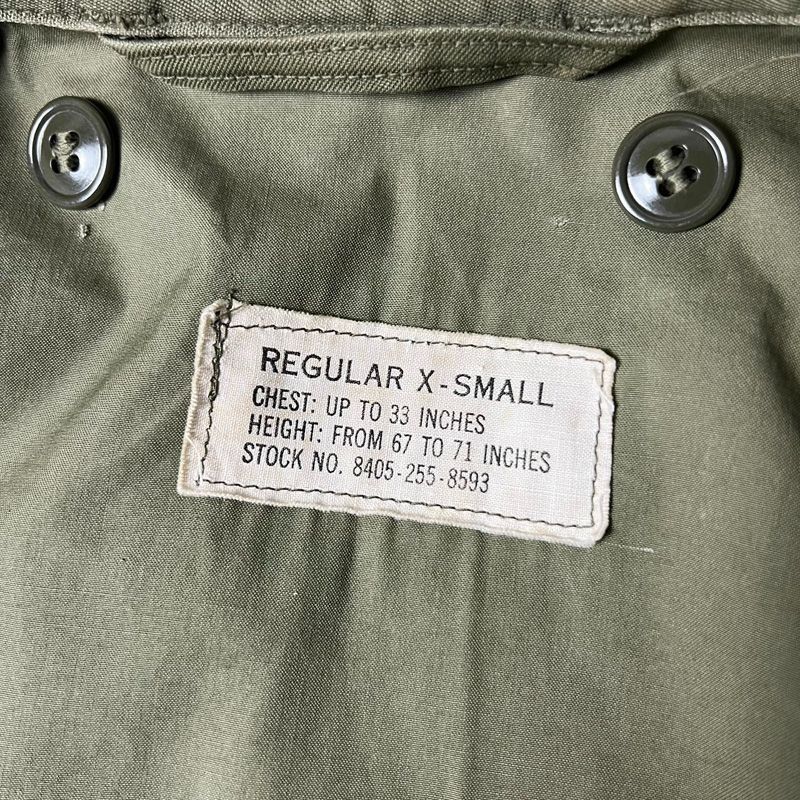 REGULAR X-SMALL
CHEST: UP TO 33 INCHES
HEIGHT: FROM 67 TO 71 INCHES
STOCK NO. 8405-255-8593